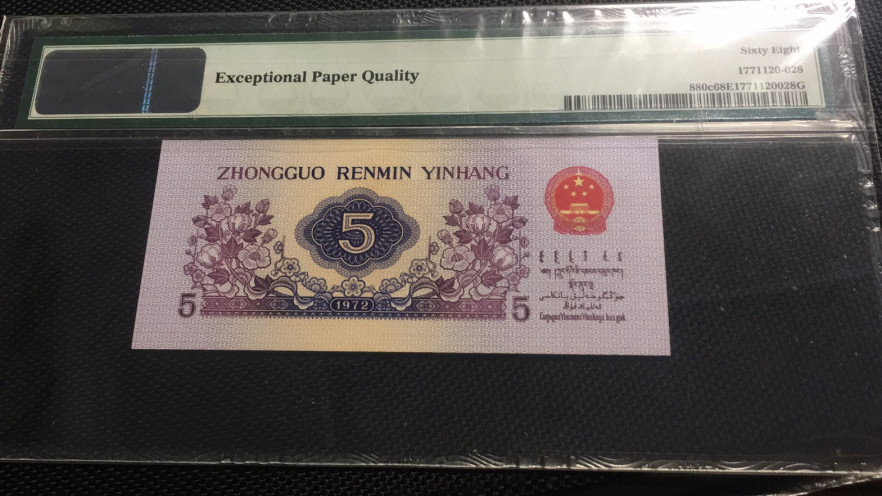 Exceptional Paper Quality
Sixty Eight
1771120-028
880c68E1771120028G
ZHONGGUO RENMIN YINHANG
5
5
1972
5